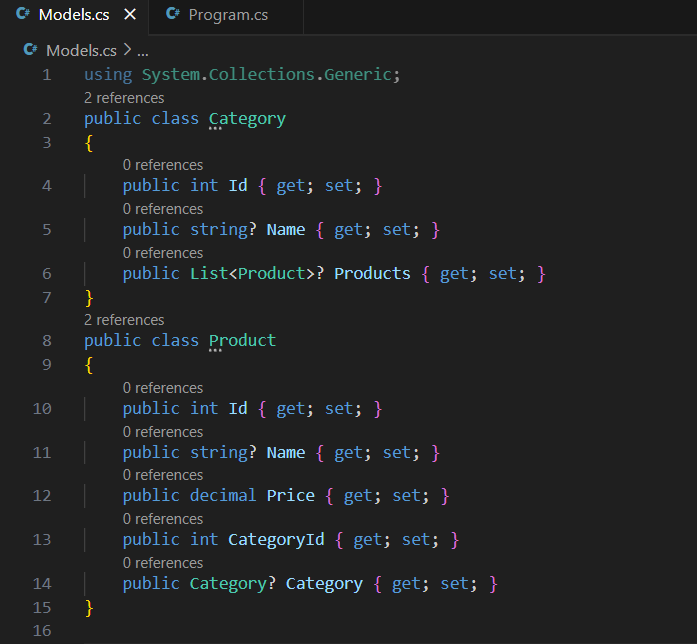 C# Models.cs × C# Program.cs
C# Models.cs > ...
1 using System.Collections.Generic;
2 references
2 public class Category
3 {
0 references
4 public int Id { get; set; }
0 references
5 public string? Name { get; set; }
0 references
6 public List<Product>? Products { get; set; }
7 }
2 references
8 public class Product
9 {
0 references
10 public int Id { get; set; }
0 references
11 public string? Name { get; set; }
0 references
12 public decimal Price { get; set; }
0 references
13 public int CategoryId { get; set; }
0 references
14 public Category? Category { get; set; }
15 }
16